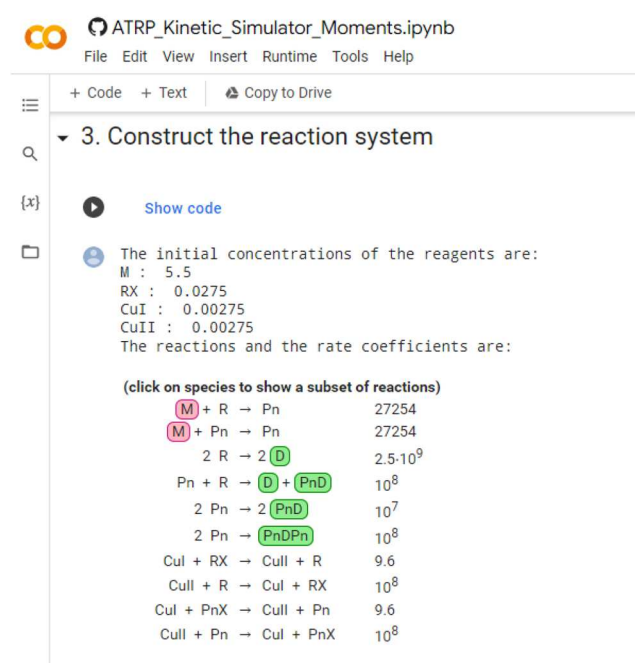 ATRP_Kinetic_Simulator_Moments.ipynb
File Edit View Insert Runtime Tools Help
+ Code + Text Copy to Drive
3. Construct the reaction system
{x}
Show code
The initial concentrations of the reagents are:
M : 5.5
RX : 0.0275
CuI : 0.00275
CuII : 0.00275
The reactions and the rate coefficients are:
(click on species to show a subset of reactions)
M + R → Pn 27254
M + Pn → Pn 27254
2 R → 2 D 2.5·10⁹
Pn + R → D + PnD 10⁸
2 Pn → 2 PnD 10⁷
2 Pn → PnDPn 10⁸
CuI + RX → CuII + R 9.6
CuII + R → CuI + RX 10⁸
CuI + PnX → CuII + Pn 9.6
CuII + Pn → CuI + PnX 10⁸